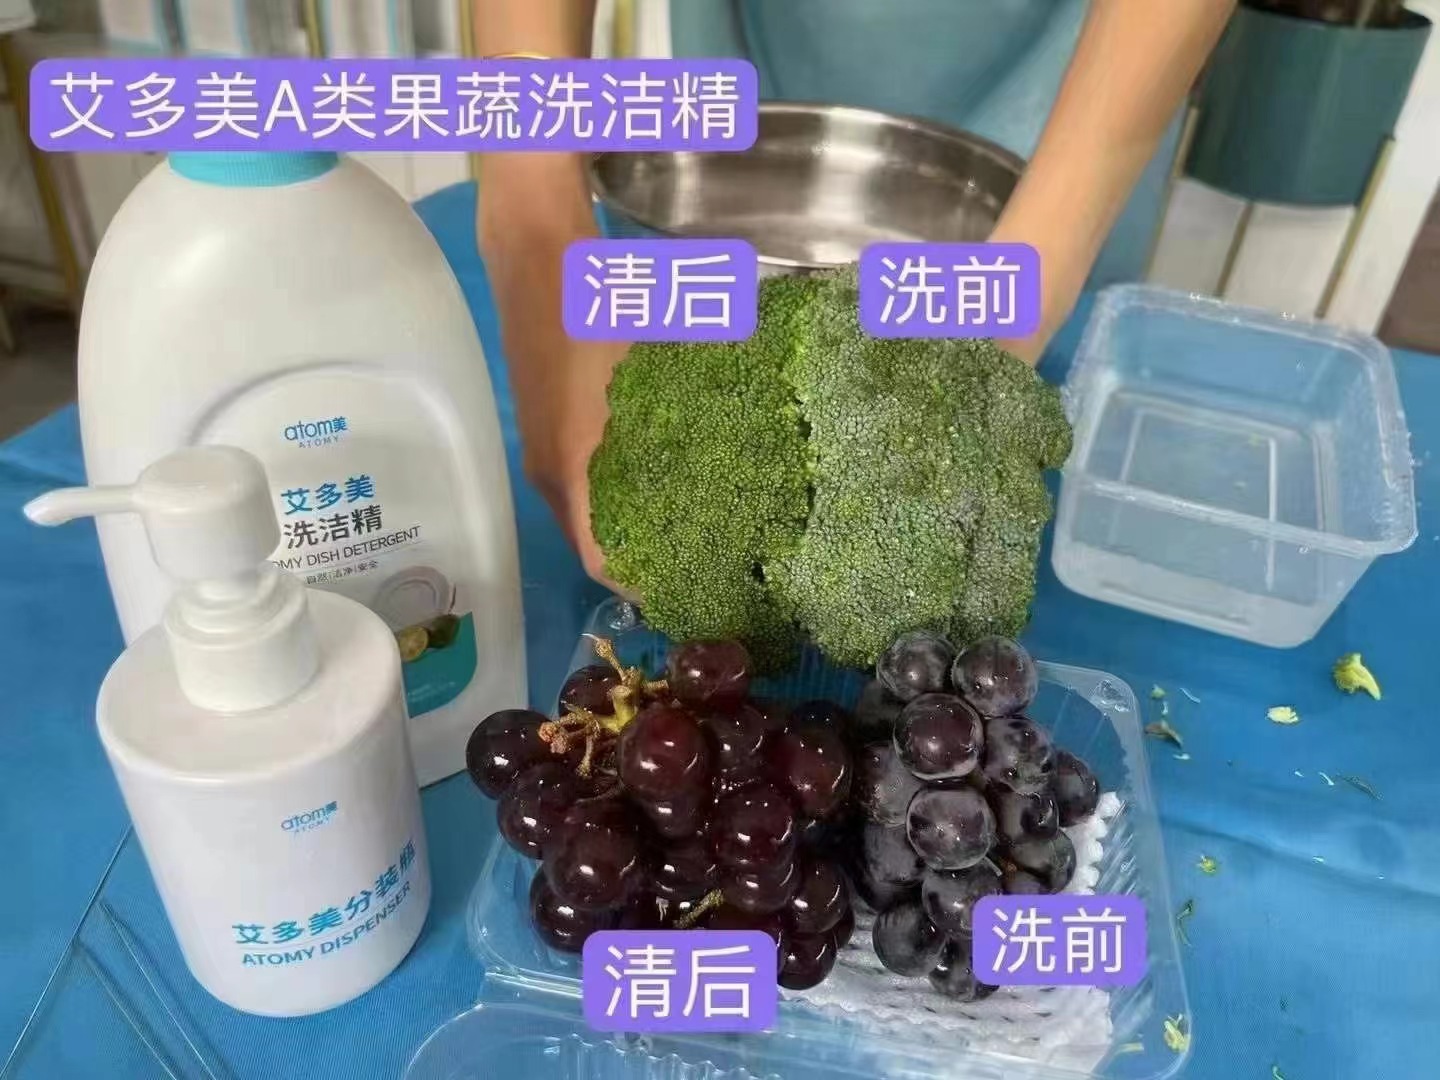 艾多美A类果蔬洗洁精
清后
洗前
atom美
ATOMY
艾多美
洗洁精
OMY DISH DETERGENT
自然|洁净|安全
atom美
ATOMY
艾多美分装瓶
ATOMY DISPENSER
清后
洗前